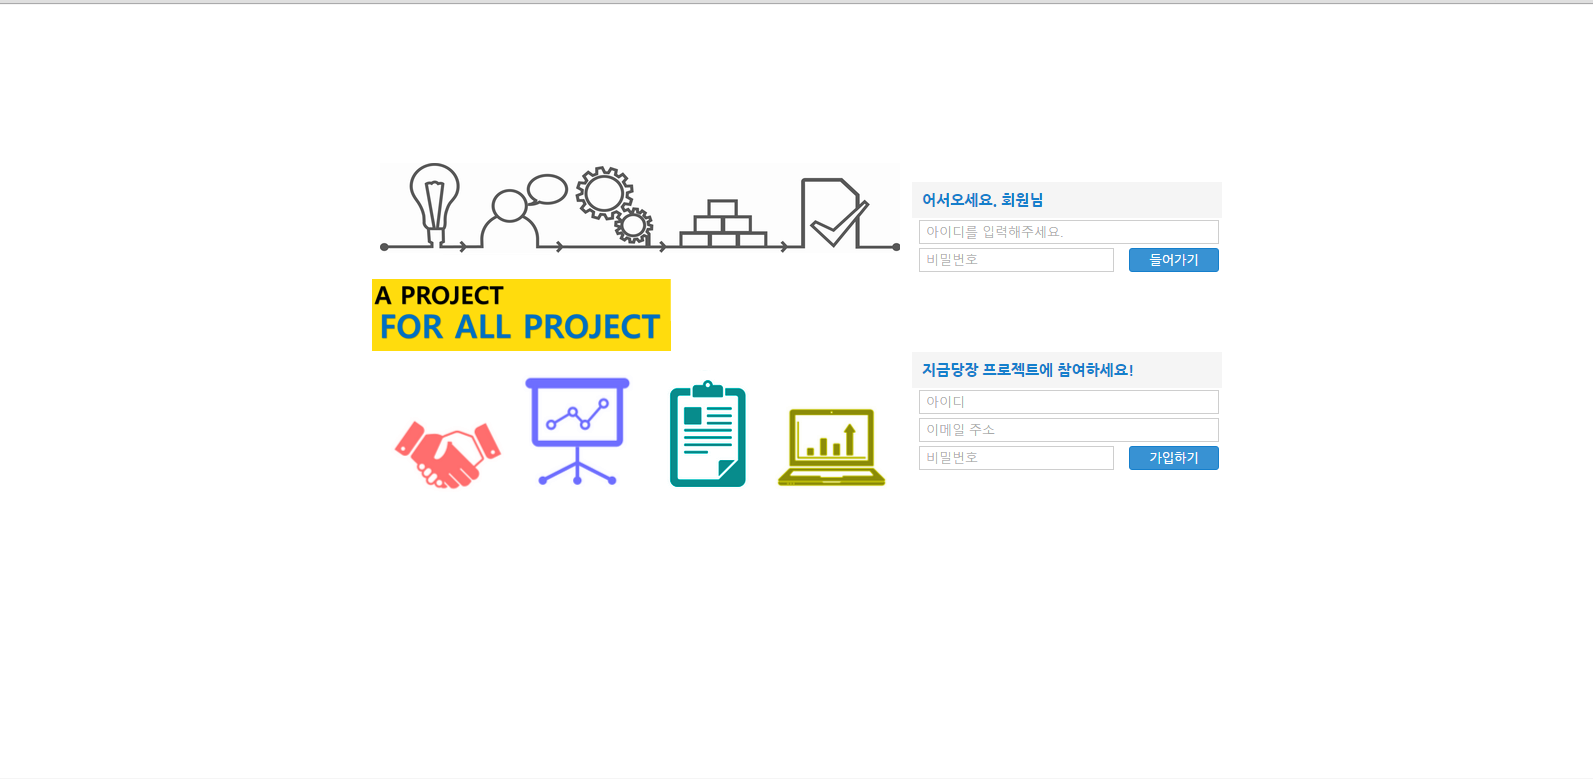 어서오세요. 회원님
아이디를 입력해주세요.
비밀번호
들어가기
A PROJECT
FOR ALL PROJECT
지금당장 프로젝트에 참여하세요!
아이디
이메일 주소
비밀번호
가입하기